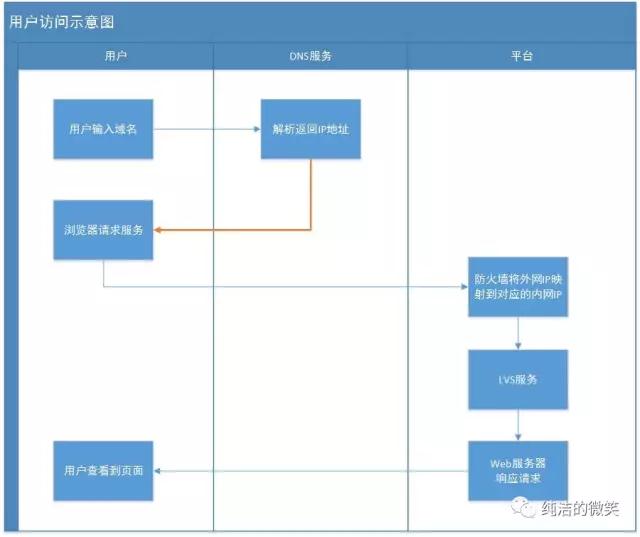 用户访问示意图
用户
DNS服务
平台
用户输入域名
解析返回IP地址
浏览器请求服务
防火墙将外网IP映
射到对应的内网IP
LVS服务
用户查看到页面
Web服务器
响应请求
纯洁的微笑